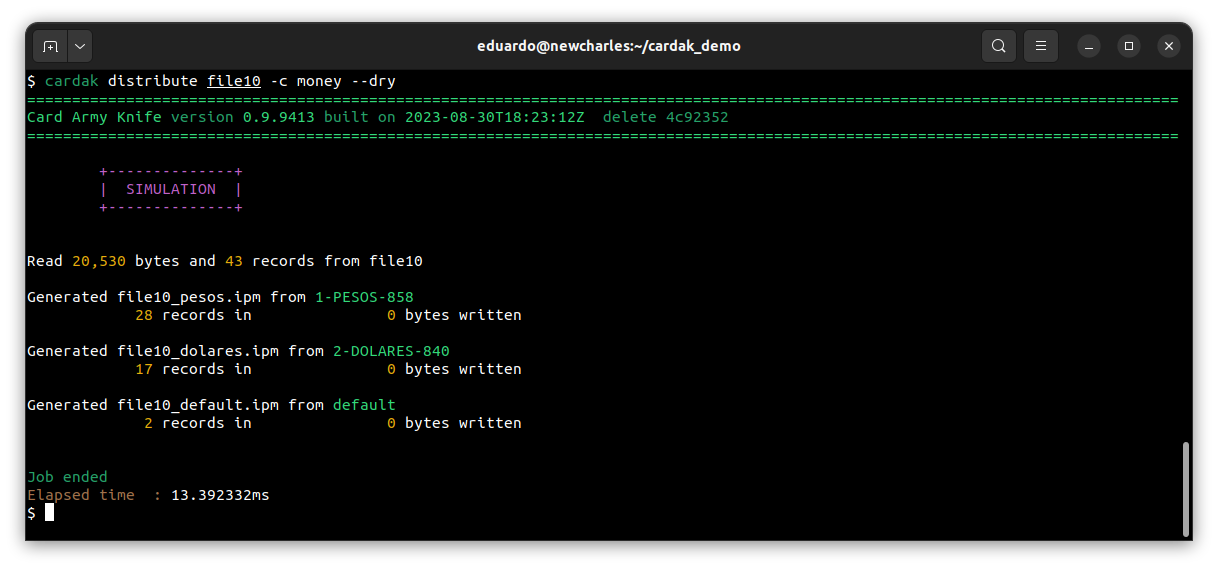 eduardo@newcharles:~/cardak_demo
$ cardak distribute file10 -c money --dry
================================================================================================================================
Card Army Knife version 0.9.9413 built on 2023-08-30T18:23:12Z  delete 4c92352
================================================================================================================================
+--------------+
|  SIMULATION  |
+--------------+
Read 20,530 bytes and 43 records from file10
Generated file10_pesos.ipm from 1-PESOS-858
28 records in               0 bytes written
Generated file10_dolares.ipm from 2-DOLARES-840
17 records in               0 bytes written
Generated file10_default.ipm from default
2 records in               0 bytes written
Job ended
Elapsed time  : 13.392332ms
$